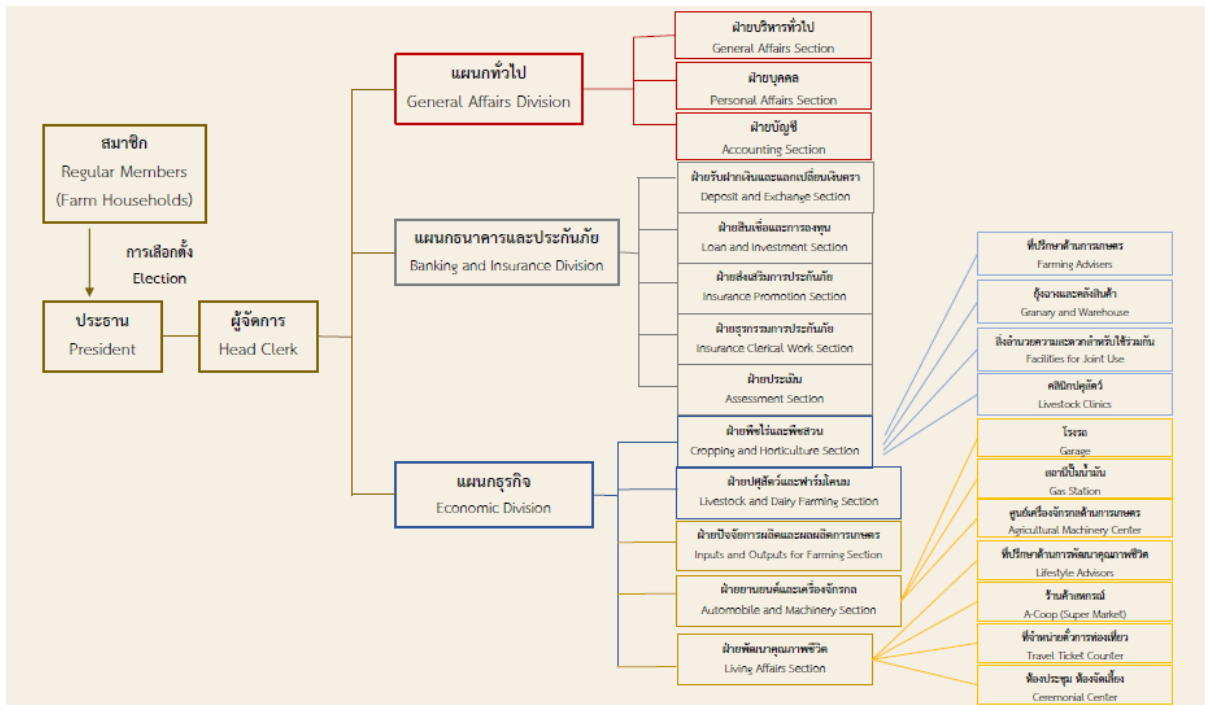 สมาชิก
Regular Members
(Farm Households)
การเลือกตั้ง
Election
ประธาน
President
ผู้จัดการ
Head Clerk
แผนกทั่วไป
General Affairs Division
แผนกธนาคารและประกันภัย
Banking and Insurance Division
แผนกธุรกิจ
Economic Division
ฝ่ายบริหารทั่วไป
General Affairs Section
ฝ่ายบุคคล
Personal Affairs Section
ฝ่ายบัญชี
Accounting Section
ฝ่ายรับฝากเงินและแลกเปลี่ยนเงินตรา
Deposit and Exchange Section
ฝ่ายสินเชื่อและการลงทุน
Loan and Investment Section
ฝ่ายส่งเสริมการประกันภัย
Insurance Promotion Section
ฝ่ายธุรกรรมการประกันภัย
Insurance Clerical Work Section
ฝ่ายประเมิน
Assessment Section
ฝ่ายพืชไร่และพืชสวน
Cropping and Horticulture Section
ฝ่ายปศุสัตว์และฟาร์มโคนม
Livestock and Dairy Farming Section
ฝ่ายปัจจัยการผลิตและผลผลิตการเกษตร
Inputs and Outputs for Farming Section
ฝ่ายยานยนต์และเครื่องจักรกล
Automobile and Machinery Section
ฝ่ายพัฒนาคุณภาพชีวิต
Living Affairs Section
ที่ปรึกษาด้านการเกษตร
Farming Advisers
ยุ้งฉางและคลังสินค้า
Granary and Warehouse
สิ่งอำนวยความสะดวกสำหรับใช้ร่วมกัน
Facilities for Joint Use
คลินิกปศุสัตว์
Livestock Clinics
โรงรถ
Garage
สถานีปั๊มน้ำมัน
Gas Station
ศูนย์เครื่องจักรกลด้านการเกษตร
Agricultural Machinery Center
ที่ปรึกษาด้านการพัฒนาคุณภาพชีวิต
Lifestyle Advisors
ร้านค้าสหกรณ์
A-Coop (Super Market)
ที่จำหน่ายตั๋วการท่องเที่ยว
Travel Ticket Counter
ห้องประชุม ห้องจัดเลี้ยง
Ceremonial Center